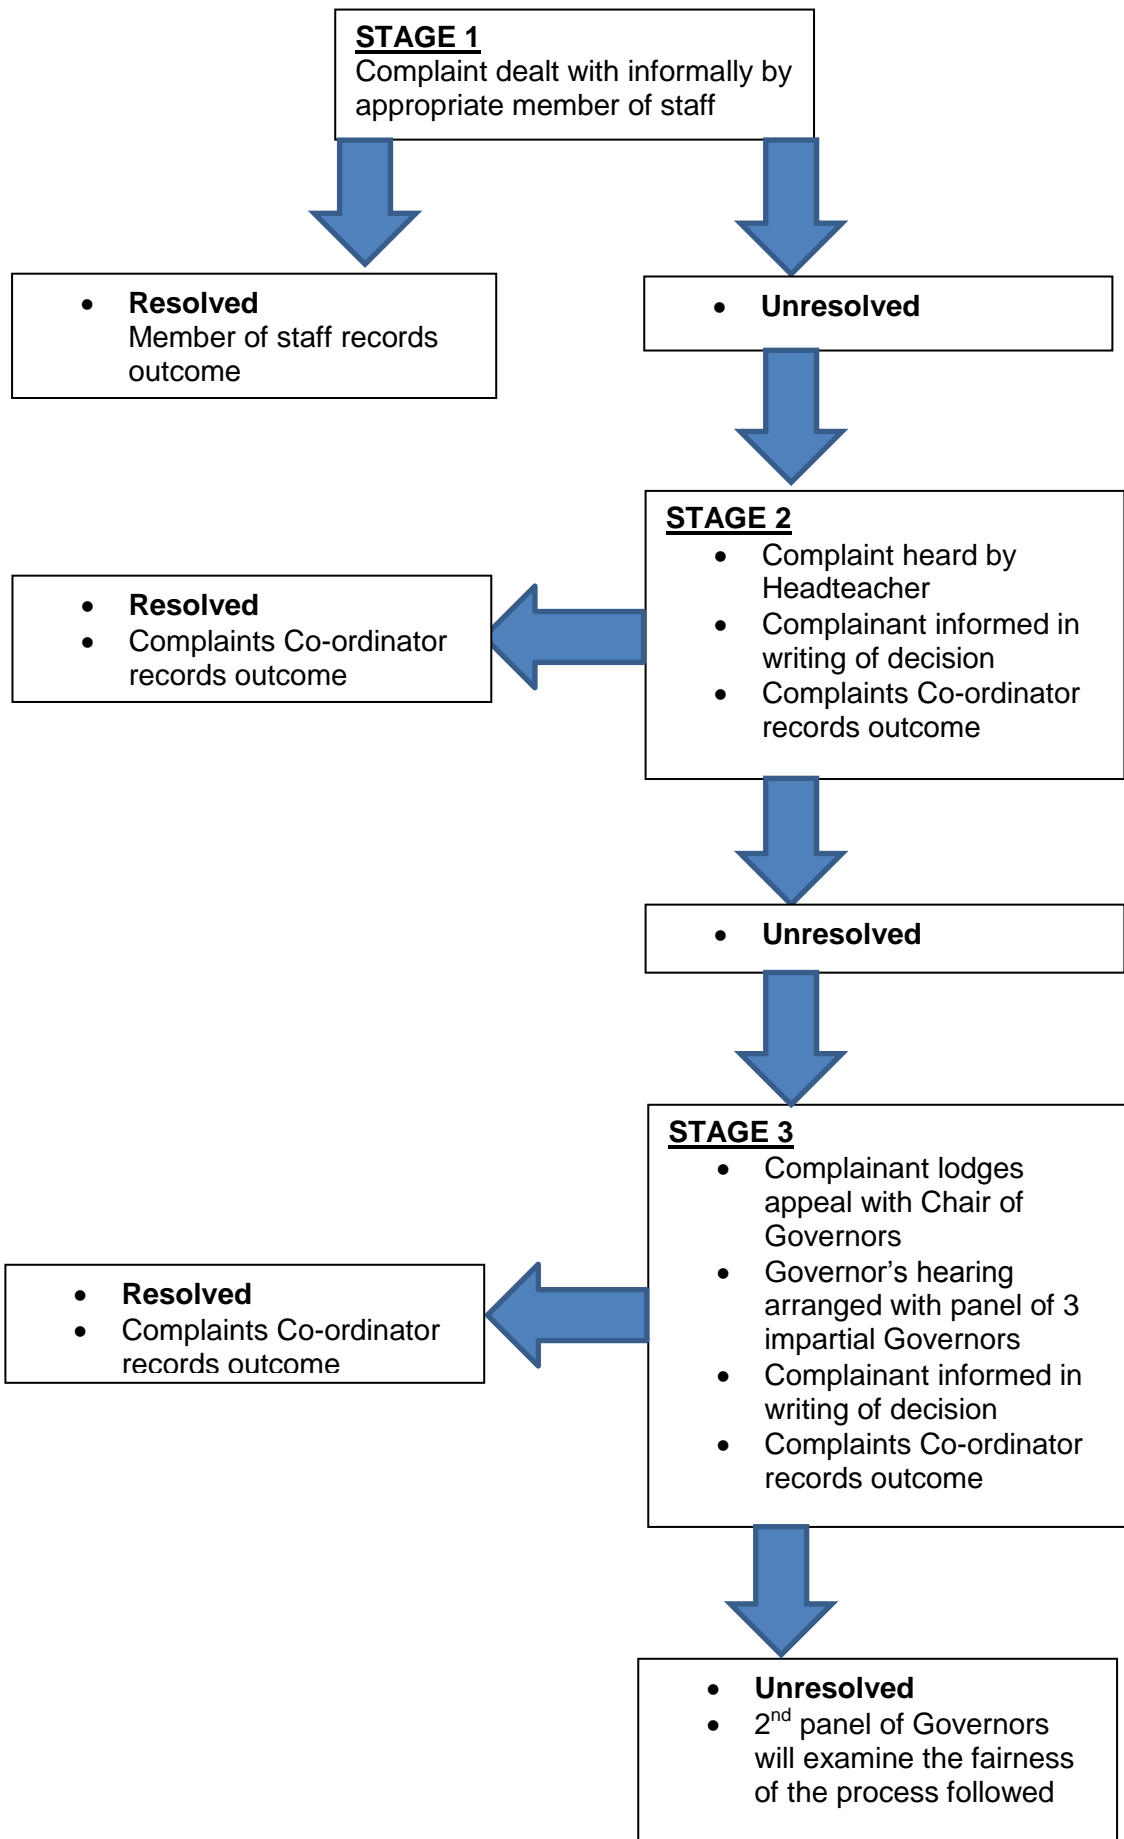 STAGE 1
Complaint dealt with informally by
appropriate member of staff
• Resolved
Member of staff records
outcome
• Unresolved
STAGE 2
• Complaint heard by
Headteacher
• Complainant informed in
writing of decision
• Complaints Co-ordinator
records outcome
• Resolved
• Complaints Co-ordinator
records outcome
• Unresolved
STAGE 3
• Complainant lodges
appeal with Chair of
Governors
• Governor’s hearing
arranged with panel of 3
impartial Governors
• Complainant informed in
writing of decision
• Complaints Co-ordinator
records outcome
• Resolved
• Complaints Co-ordinator
records outcome
• Unresolved
• 2nd panel of Governors
will examine the fairness
of the process followed